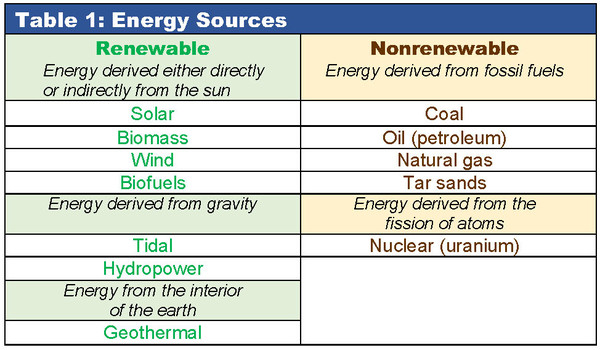 Table 1: Energy Sources
Renewable
Energy derived either directly
or indirectly from the sun
Nonrenewable
Energy derived from fossil fuels
Solar
Coal
Biomass
Oil (petroleum)
Wind
Natural gas
Biofuels
Tar sands
Energy derived from gravity
Energy derived from the
fission of atoms
Tidal
Nuclear (uranium)
Hydropower
Energy from the interior
of the earth
Geothermal